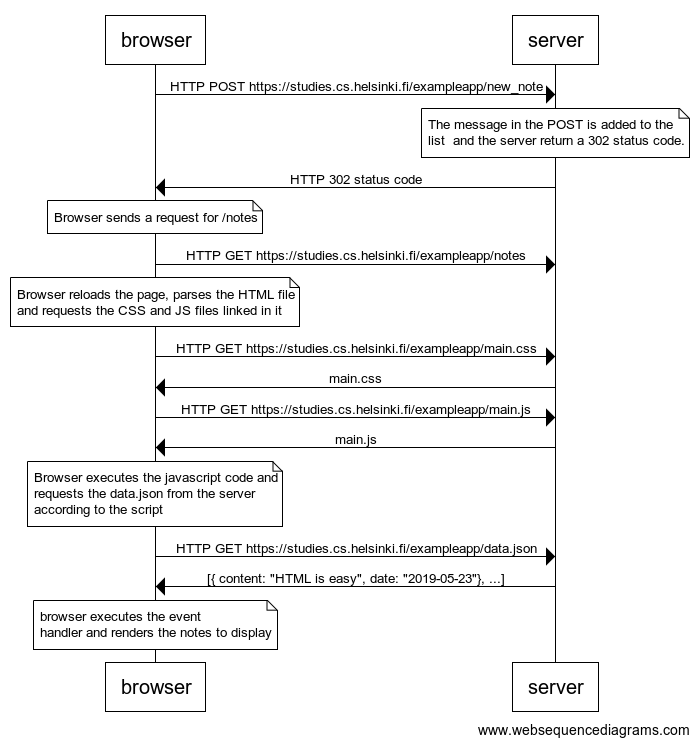 browser
server
HTTP POST https://studies.cs.helsinki.fi/exampleapp/new_note
The message in the POST is added to the
list  and the server return a 302 status code.
HTTP 302 status code
Browser sends a request for /notes
HTTP GET https://studies.cs.helsinki.fi/exampleapp/notes
Browser reloads the page, parses the HTML file
and requests the CSS and JS files linked in it
HTTP GET https://studies.cs.helsinki.fi/exampleapp/main.css
main.css
HTTP GET https://studies.cs.helsinki.fi/exampleapp/main.js
main.js
Browser executes the javascript code and
requests the data.json from the server
according to the script
HTTP GET https://studies.cs.helsinki.fi/exampleapp/data.json
[{ content: "HTML is easy", date: "2019-05-23"}, ...]
browser executes the event
handler and renders the notes to display
browser
server
www.websequencediagrams.com